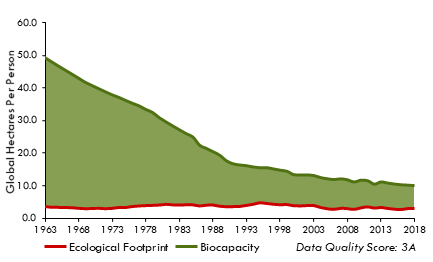 60.0
50.0
40.0
30.0
20.0
10.0
0.0
Global Hectares Per Person
1963 1968 1973 1978 1983 1988 1993 1998 2003 2008 2013 2018
Ecological Footprint Biocapacity Data Quality Score: 3A